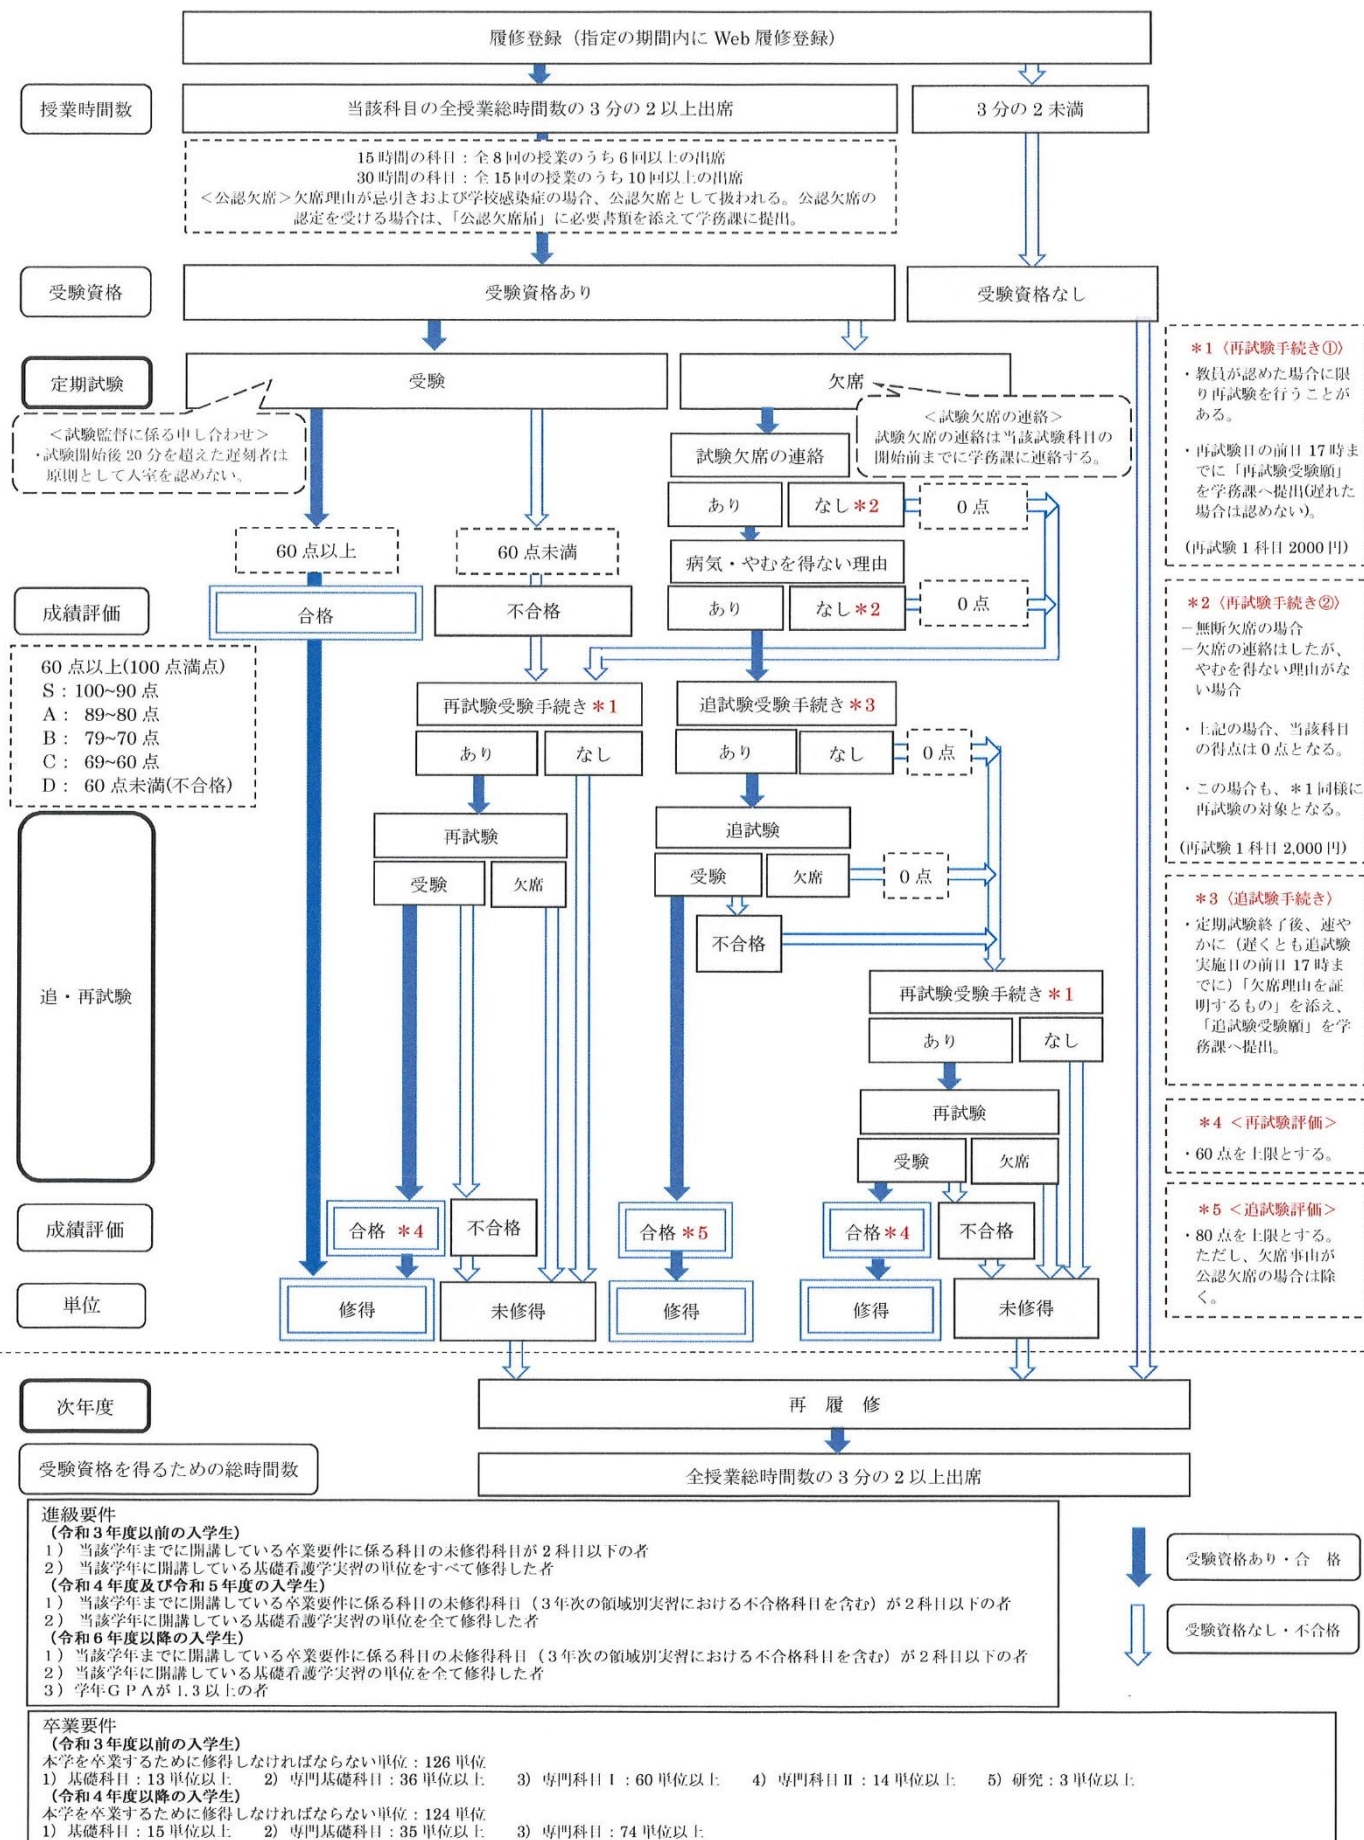 履修登録（指定の期間内に Web 履修登録）
授業時間数
当該科目の全授業総時間数の 3 分の 2 以上出席
3 分の 2 未満
15 時間の科目：全 8 回の授業のうち 6 回以上の出席
30 時間の科目：全 15 回の授業のうち 10 回以上の出席
＜公認欠席＞欠席理由が忌引きおよび学校感染症の場合、公認欠席として扱われる。公認欠席の
認定を受ける場合は、「公認欠席届」に必要書類を添えて学務課に提出。
受験資格
受験資格あり
受験資格なし
定期試験
受験
欠席
＜試験監督に係る申し合わせ＞
・試験開始後 20 分を超えた遅刻者は
原則として入室を認めない。
＜試験欠席の連絡＞
試験欠席の連絡は当該試験科目の
開始前までに学務課に連絡する。
試験欠席の連絡
あり
なし＊2
0 点
60 点以上
60 点未満
病気・やむを得ない理由
あり
なし＊2
0 点
成績評価
合格
不合格
60 点以上(100 点満点)
S：100~90 点
A： 89~80 点
B： 79~70 点
C： 69~60 点
D： 60 点未満(不合格)
再試験受験手続き＊1
あり
なし
追試験受験手続き＊3
あり
なし
0 点
追・再試験
再試験
受験
欠席
追試験
受験
欠席
0 点
不合格
再試験受験手続き＊1
あり
なし
再試験
受験
欠席
成績評価
合格 ＊4
不合格
合格＊5
合格＊4
不合格
単位
修得
未修得
修得
修得
未修得
＊1〈再試験手続き①〉
・教員が認めた場合に限
り再試験を行うことが
ある。
・再試験日の前日 17 時ま
でに「再試験受験願」
を学務課へ提出(遅れた
場合は認めない)。
(再試験 1 科目 2000 円)
＊2〈再試験手続き②〉
－無断欠席の場合
－欠席の連絡はしたが、
やむを得ない理由がな
い場合
・上記の場合、当該科目
の得点は 0 点となる。
・この場合も、＊1 同様に
再試験の対象となる。
(再試験 1 科目 2,000 円)
＊3〈追試験手続き〉
・定期試験終了後、速や
かに（遅くとも追試験
実施日の前日 17 時ま
でに）「欠席理由を証
明するもの」を添え、
「追試験受験願」を学
務課へ提出。
＊4 ＜再試験評価＞
・60 点を上限とする。
＊5 ＜追試験評価＞
・80 点を上限とする。
ただし、欠席事由が
公認欠席の場合は除
く。
次年度
再 履 修
受験資格を得るための総時間数
全授業総時間数の 3 分の 2 以上出席
進級要件
（令和３年度以前の入学生）
1） 当該学年までに開講している卒業要件に係る科目の未修得科目が 2 科目以下の者
2） 当該学年に開講している基礎看護学実習の単位をすべて修得した者
（令和４年度及び令和５年度の入学生）
1） 当該学年までに開講している卒業要件に係る科目の未修得科目（3 年次の領域別実習における不合格科目を含む）が 2 科目以下の者
2） 当該学年に開講している基礎看護学実習の単位を全て修得した者
（令和６年度以降の入学生）
1）当該学年までに開講している卒業要件に係る科目の未修得科目（３年次の領域別実習における不合格科目を含む）が２科目以下の者
2）当該学年に開講している基礎看護学実習の単位を全て修得した者
3）学年ＧＰＡが 1.3 以上の者
受験資格あり・合 格
受験資格なし・不合格
卒業要件
（令和３年度以前の入学生）
本学を卒業するために修得しなければならない単位：126 単位
1）基礎科目：13 単位以上 2）専門基礎科目：36 単位以上 3）専門科目Ⅰ：60 単位以上 4）専門科目Ⅱ：14 単位以上 5）研究：3 単位以上
（令和４年度以降の入学生）
本学を卒業するために修得しなければならない単位：124 単位
1）基礎科目：15 単位以上 2）専門基礎科目：35 単位以上 3）専門科目：74 単位以上